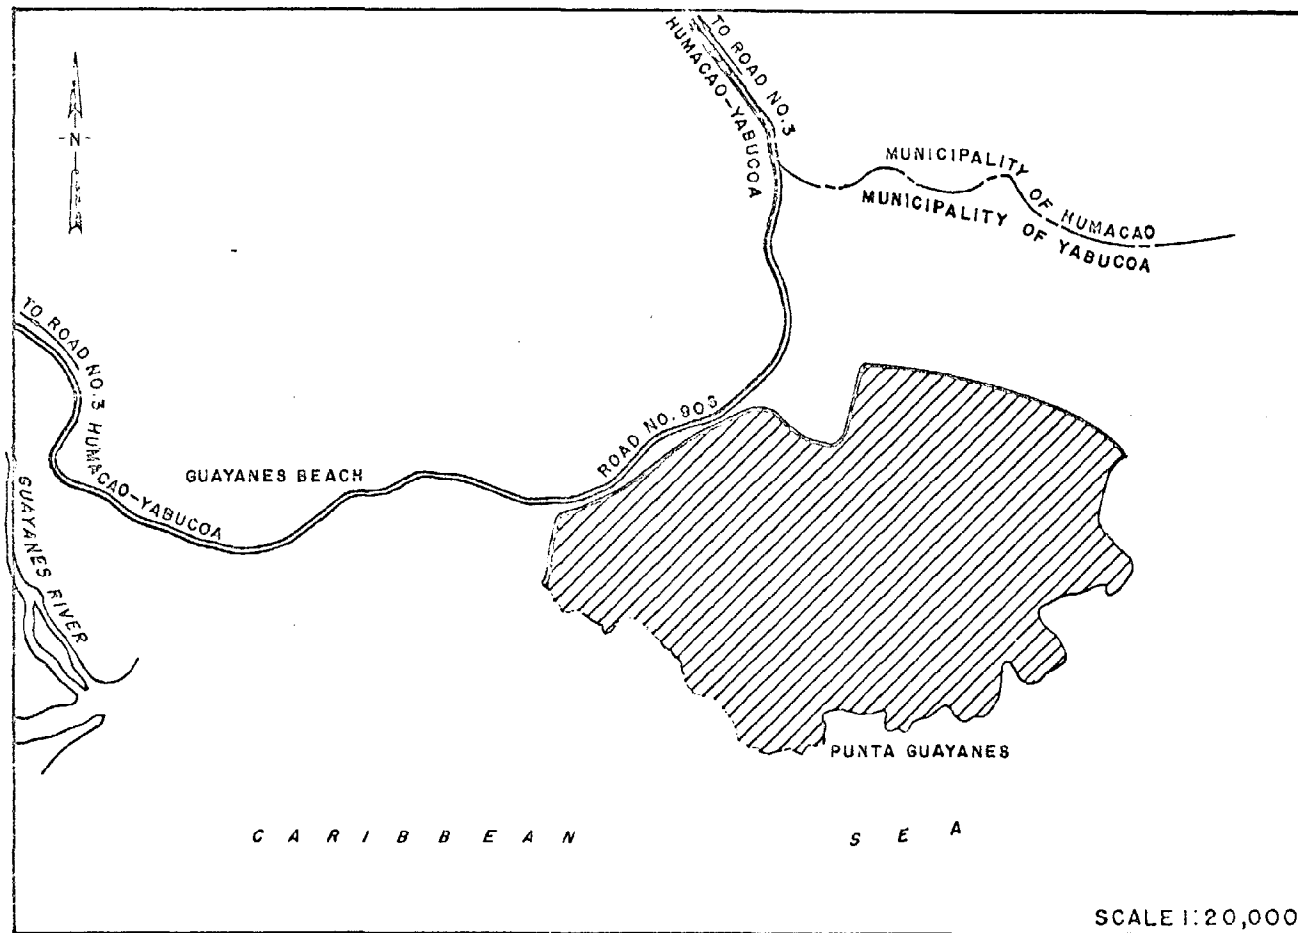 TO ROAD NO.3
HUMACAO-YABUCOA
-N-
MUNICIPALITY OF HUMACAO
MUNICIPALITY OF YABUCOA
TO ROAD NO.3 HUMACAO-YABUCOA
ROAD NO.903
GUAYANES BEACH
GUAYANES RIVER
PUNTA GUAYANES
CARIBBEAN SEA
SCALE 1:20,000